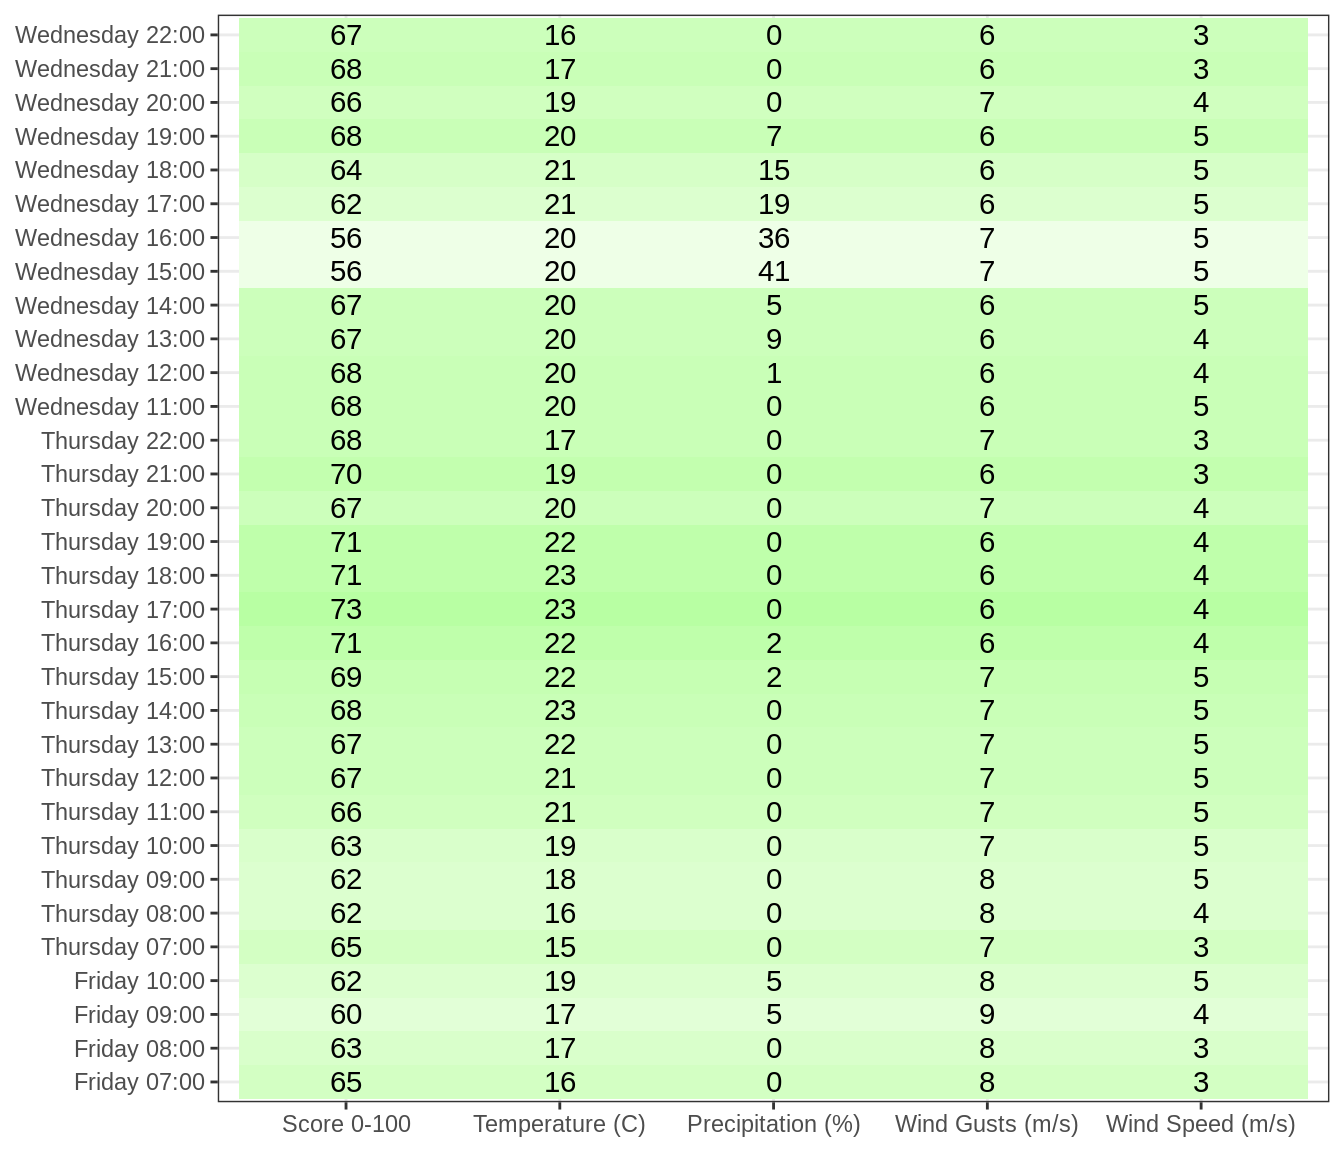 Wednesday 22:00 67 16 0 6 3
Wednesday 21:00 68 17 0 6 3
Wednesday 20:00 66 19 0 7 4
Wednesday 19:00 68 20 7 6 5
Wednesday 18:00 64 21 15 6 5
Wednesday 17:00 62 21 19 6 5
Wednesday 16:00 56 20 36 7 5
Wednesday 15:00 56 20 41 7 5
Wednesday 14:00 67 20 5 6 5
Wednesday 13:00 67 20 9 6 4
Wednesday 12:00 68 20 1 6 4
Wednesday 11:00 68 20 0 6 5
Thursday 22:00 68 17 0 7 3
Thursday 21:00 70 19 0 6 3
Thursday 20:00 67 20 0 7 4
Thursday 19:00 71 22 0 6 4
Thursday 18:00 71 23 0 6 4
Thursday 17:00 73 23 0 6 4
Thursday 16:00 71 22 2 6 4
Thursday 15:00 69 22 2 7 5
Thursday 14:00 68 23 0 7 5
Thursday 13:00 67 22 0 7 5
Thursday 12:00 67 21 0 7 5
Thursday 11:00 66 21 0 7 5
Thursday 10:00 63 19 0 7 5
Thursday 09:00 62 18 0 8 5
Thursday 08:00 62 16 0 8 4
Thursday 07:00 65 15 0 7 3
Friday 10:00 62 19 5 8 5
Friday 09:00 60 17 5 9 4
Friday 08:00 63 17 0 8 3
Friday 07:00 65 16 0 8 3
Score 0-100 Temperature (C) Precipitation (%) Wind Gusts (m/s) Wind Speed (m/s)